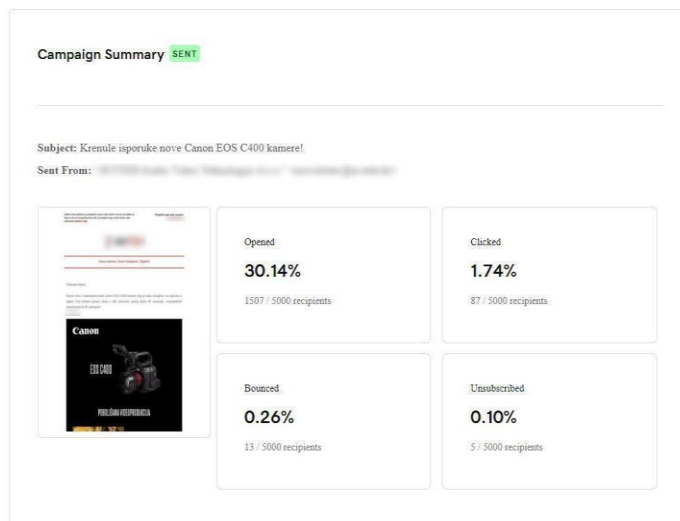 Campaign Summary SENT
Subject: Krenule isporuke nove Canon EOS C400 kamere!
Sent From:
Opened
30.14%
1507 / 5000 recipients
Clicked
1.74%
87 / 5000 recipients
Canon
EOS C400
POBOLJŠANA VIDEOPRODUKCIJA
Bounced
0.26%
13 / 5000 recipients
Unsubscribed
0.10%
5 / 5000 recipients